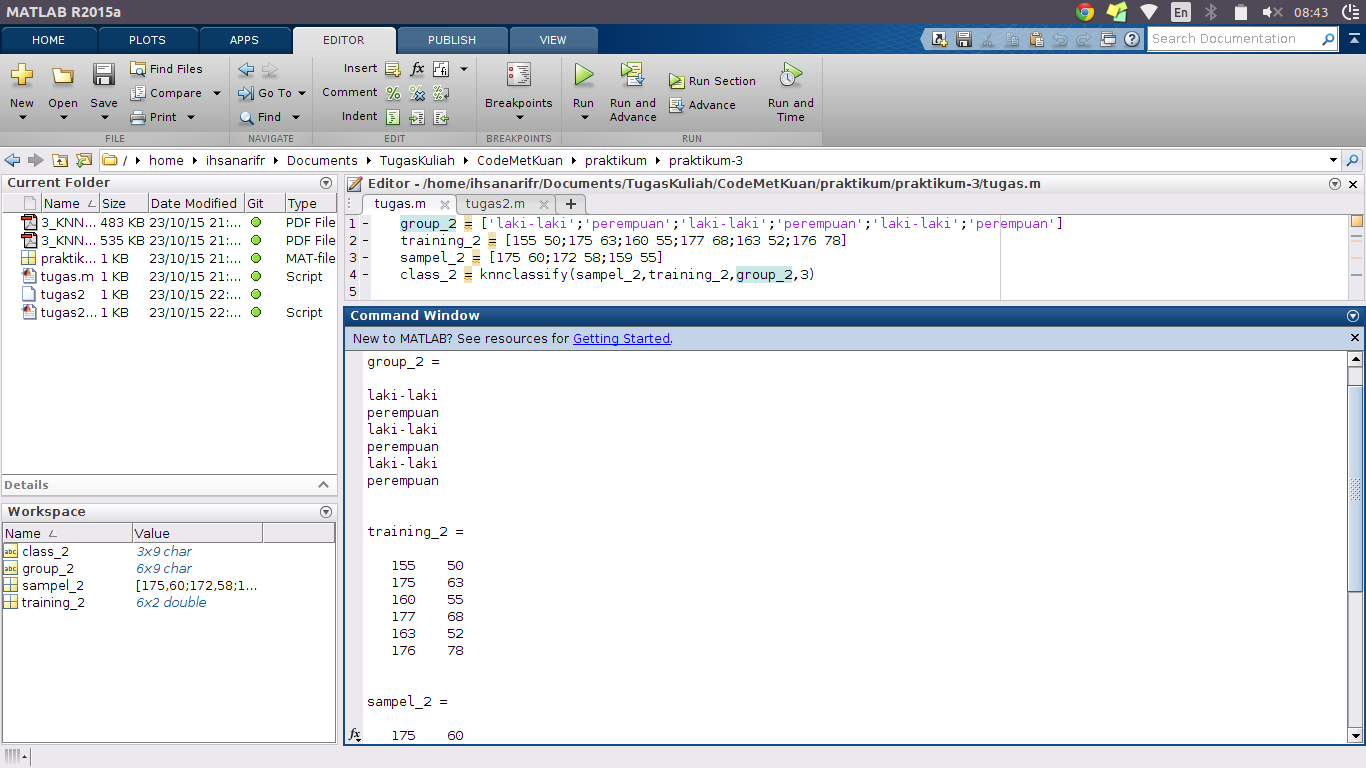 MATLAB R2015a
En
08:43
HOME PLOTS APPS EDITOR PUBLISH VIEW
Search Documentation
New
Open
Save
Find Files
Compare
Print
FILE
Go To
Find
NAVIGATE
Insert
Comment
Indent
EDIT
Breakpoints
BREAKPOINTS
Run
Run and Advance
Run Section
Advance
Run and Time
RUN
/ home ihsanarifr Documents TugasKuliah CodeMetKuan praktikum praktikum-3
Current Folder
Name Size Date Modified Git Type
3_KNN... 483 KB 23/10/15 21:... PDF File
3_KNN... 535 KB 23/10/15 21:... PDF File
praktik... 1 KB 23/10/15 21:... MAT-file
tugas.m 1 KB 23/10/15 21:... Script
tugas2 1 KB 23/10/15 22:...
tugas2... 1 KB 23/10/15 22:... Script
Details
Workspace
Name Value
class_2 3x9 char
group_2 6x9 char
sampel_2 [175,60;172,58;1...
training_2 6x2 double
Editor - /home/ihsanarifr/Documents/TugasKuliah/CodeMetKuan/praktikum/praktikum-3/tugas.m
tugas.m tugas2.m
1 - group_2 = ['laki-laki';'perempuan';'laki-laki';'perempuan';'laki-laki';'perempuan']
2 - training_2 = [155 50;175 63;160 55;177 68;163 52;176 78]
3 - sampel_2 = [175 60;172 58;159 55]
4 - class_2 = knnclassify(sampel_2,training_2,group_2,3)
5
Command Window
New to MATLAB? See resources for Getting Started.
group_2 =
laki-laki
perempuan
laki-laki
perempuan
laki-laki
perempuan
training_2 =
155 50
175 63
160 55
177 68
163 52
176 78
sampel_2 =
fx 175 60